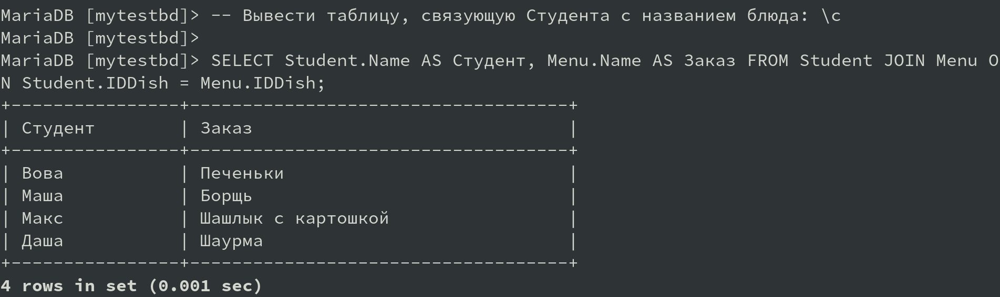 MariaDB [mytestbd]> -- Вывести таблицу, связующую Студента с названием блюда: \c
MariaDB [mytestbd]>
MariaDB [mytestbd]> SELECT Student.Name AS Студент, Menu.Name AS Заказ FROM Student JOIN Menu O
N Student.IDDish = Menu.IDDish;
+----------------+------------------------------------+
| Студент        | Заказ                              |
+----------------+------------------------------------+
| Вова           | Печеньки                           |
| Маша           | Борщь                              |
| Макс           | Шашлык с картошкой                 |
| Даша           | Шаурма                             |
+----------------+------------------------------------+
4 rows in set (0.001 sec)